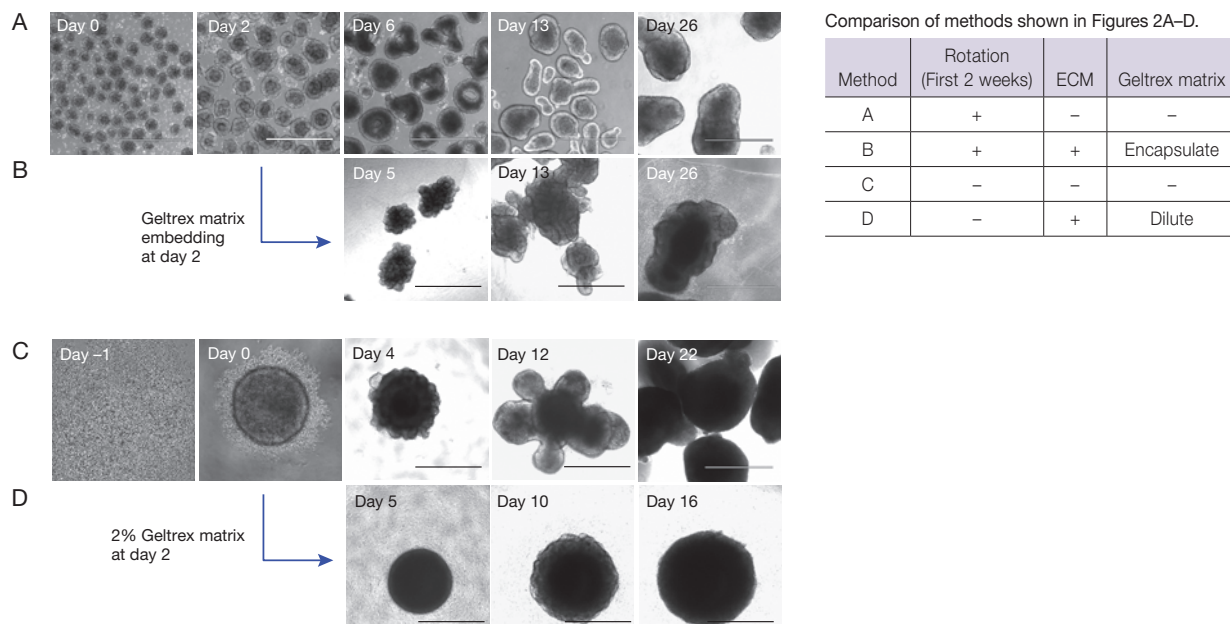 A
Day 0
Day 2
Day 6
Day 13
Day 26
B
Geltrex matrix
embedding
at day 2
Day 5
Day 13
Day 26
C
Day –1
Day 0
Day 4
Day 12
Day 22
D
2% Geltrex matrix
at day 2
Day 5
Day 10
Day 16
Comparison of methods shown in Figures 2A–D.
Method Rotation (First 2 weeks) ECM Geltrex matrix
A + – –
B + + Encapsulate
C – – –
D – + Dilute